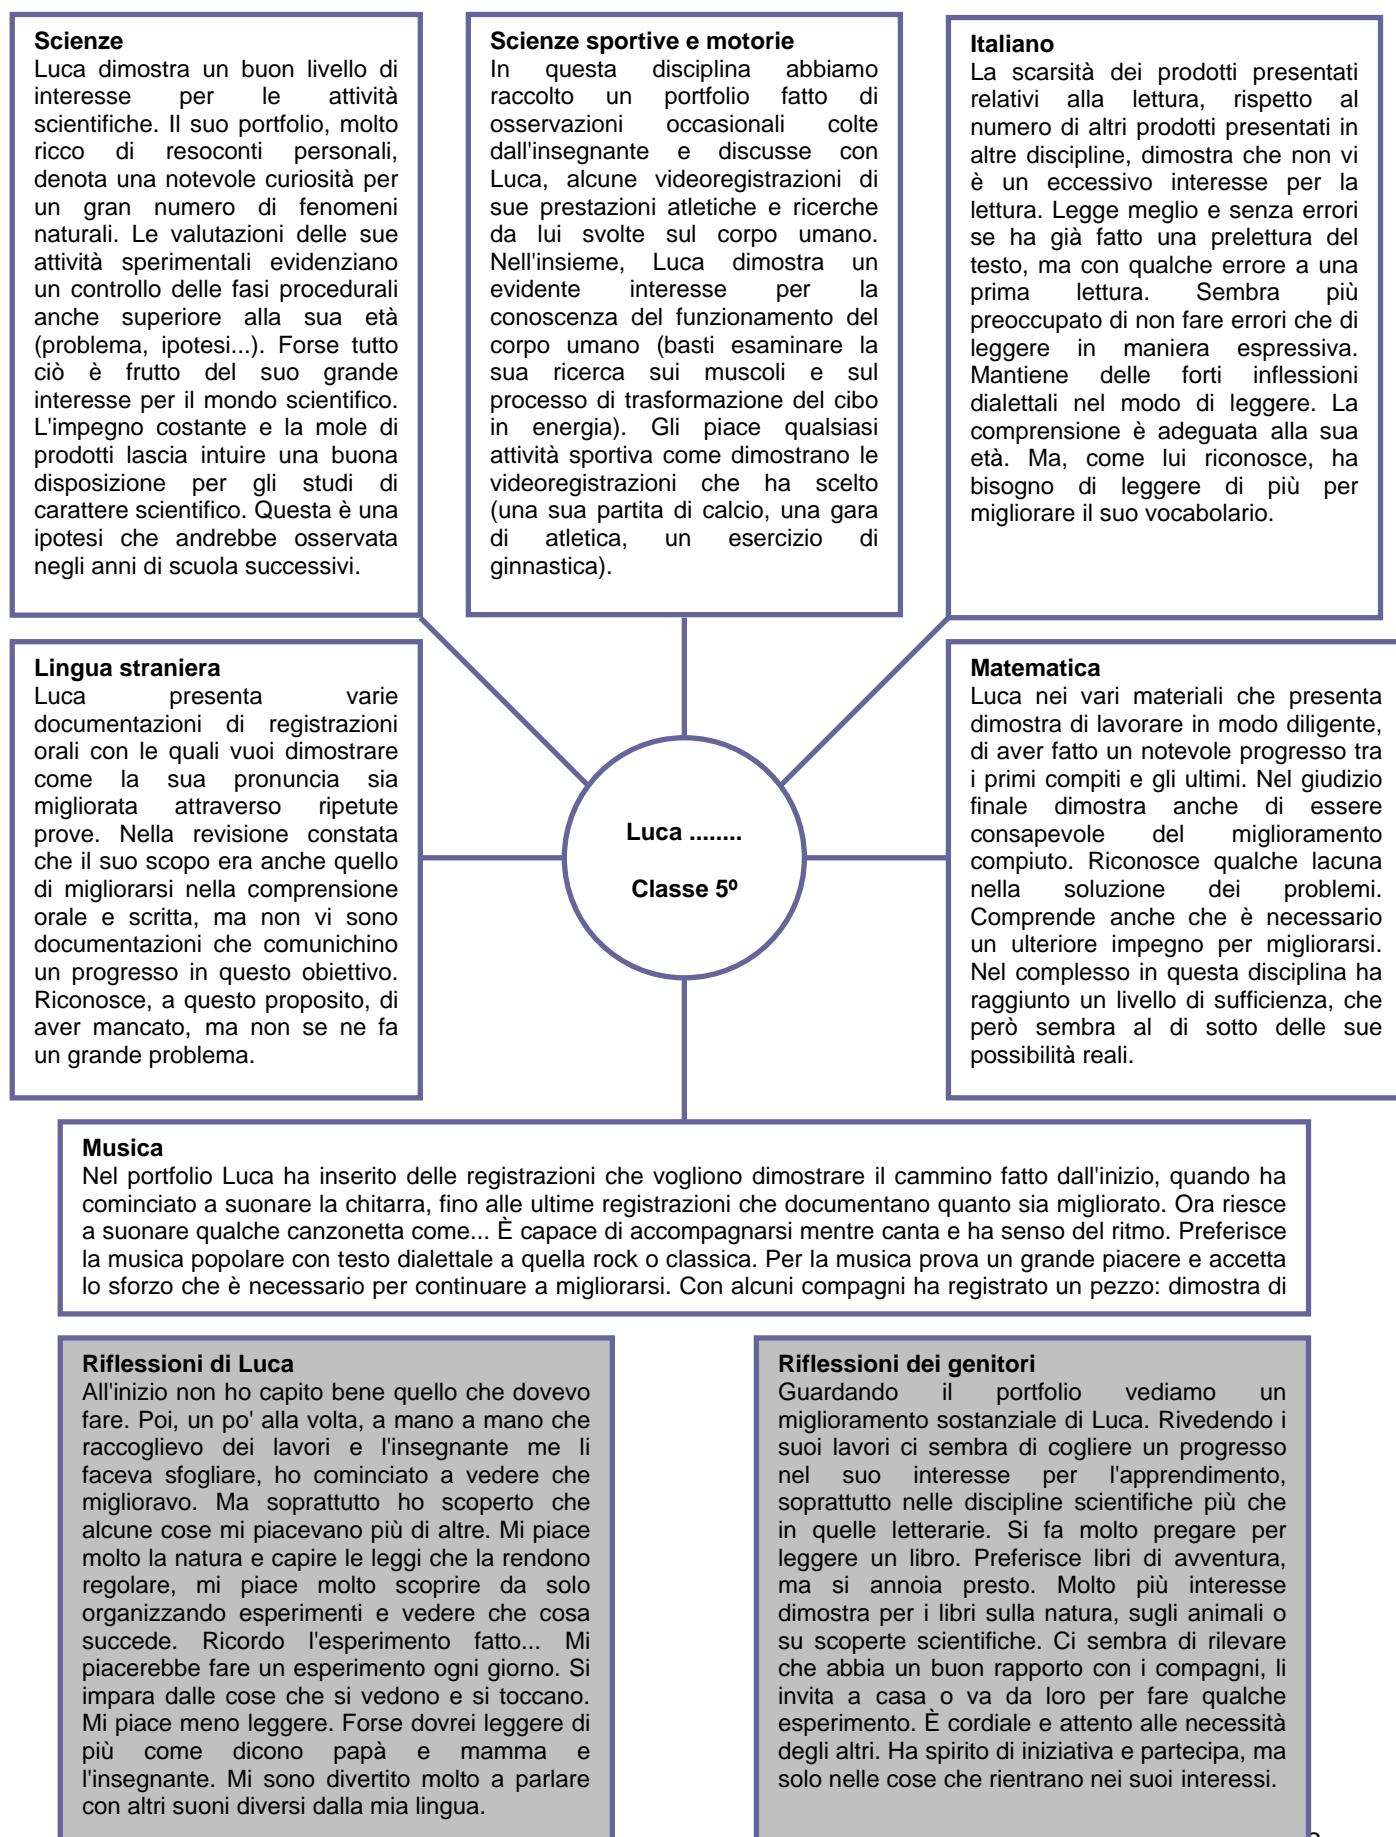 Scienze
Luca dimostra un buon livello di
interesse per le attività
scientifiche. Il suo portfolio, molto
ricco di resoconti personali,
denota una notevole curiosità per
un gran numero di fenomeni
naturali. Le valutazioni delle sue
attività sperimentali evidenziano
un controllo delle fasi procedurali
anche superiore alla sua età
(problema, ipotesi...). Forse tutto
ciò è frutto del suo grande
interesse per il mondo scientifico.
L'impegno costante e la mole di
prodotti lascia intuire una buona
disposizione per gli studi di
carattere scientifico. Questa è una
ipotesi che andrebbe osservata
negli anni di scuola successivi.
Scienze sportive e motorie
In questa disciplina abbiamo
raccolto un portfolio fatto di
osservazioni occasionali colte
dall'insegnante e discusse con
Luca, alcune videoregistrazioni di
sue prestazioni atletiche e ricerche
da lui svolte sul corpo umano.
Nell'insieme, Luca dimostra un
evidente interesse per la
conoscenza del funzionamento del
corpo umano (basti esaminare la
sua ricerca sui muscoli e sul
processo di trasformazione del cibo
in energia). Gli piace qualsiasi
attività sportiva come dimostrano le
videoregistrazioni che ha scelto
(una sua partita di calcio, una gara
di atletica, un esercizio di
ginnastica).
Italiano
La scarsità dei prodotti presentati
relativi alla lettura, rispetto al
numero di altri prodotti presentati in
altre discipline, dimostra che non vi
è un eccessivo interesse per la
lettura. Legge meglio e senza errori
se ha già fatto una prelettura del
testo, ma con qualche errore a una
prima lettura. Sembra più
preoccupato di non fare errori che di
leggere in maniera espressiva.
Mantiene delle forti inflessioni
dialettali nel modo di leggere. La
comprensione è adeguata alla sua
età. Ma, come lui riconosce, ha
bisogno di leggere di più per
migliorare il suo vocabolario.
Lingua straniera
Luca presenta varie
documentazioni di registrazioni
orali con le quali vuoi dimostrare
come la sua pronuncia sia
migliorata attraverso ripetute
prove. Nella revisione constata
che il suo scopo era anche quello
di migliorarsi nella comprensione
orale e scritta, ma non vi sono
documentazioni che comunichino
un progresso in questo obiettivo.
Riconosce, a questo proposito, di
aver mancato, ma non se ne fa
un grande problema.
Luca ........
Classe 5º
Matematica
Luca nei vari materiali che presenta
dimostra di lavorare in modo diligente,
di aver fatto un notevole progresso tra
i primi compiti e gli ultimi. Nel giudizio
finale dimostra anche di essere
consapevole del miglioramento
compiuto. Riconosce qualche lacuna
nella soluzione dei problemi.
Comprende anche che è necessario
un ulteriore impegno per migliorarsi.
Nel complesso in questa disciplina ha
raggiunto un livello di sufficienza, che
però sembra al di sotto delle sue
possibilità reali.
Musica
Nel portfolio Luca ha inserito delle registrazioni che vogliono dimostrare il cammino fatto dall'inizio, quando ha
cominciato a suonare la chitarra, fino alle ultime registrazioni che documentano quanto sia migliorato. Ora riesce
a suonare qualche canzonetta come... È capace di accompagnarsi mentre canta e ha senso del ritmo. Preferisce
la musica popolare con testo dialettale a quella rock o classica. Per la musica prova un grande piacere e accetta
lo sforzo che è necessario per continuare a migliorarsi. Con alcuni compagni ha registrato un pezzo: dimostra di
Riflessioni di Luca
All'inizio non ho capito bene quello che dovevo
fare. Poi, un po' alla volta, a mano a mano che
raccoglievo dei lavori e l'insegnante me li
faceva sfogliare, ho cominciato a vedere che
miglioravo. Ma soprattutto ho scoperto che
alcune cose mi piacevano più di altre. Mi piace
molto la natura e capire le leggi che la rendono
regolare, mi piace molto scoprire da solo
organizzando esperimenti e vedere che cosa
succede. Ricordo l'esperimento fatto... Mi
piacerebbe fare un esperimento ogni giorno. Si
impara dalle cose che si vedono e si toccano.
Mi piace meno leggere. Forse dovrei leggere di
più come dicono papà e mamma e
l'insegnante. Mi sono divertito molto a parlare
con altri suoni diversi dalla mia lingua.
Riflessioni dei genitori
Guardando il portfolio vediamo un
miglioramento sostanziale di Luca. Rivedendo i
suoi lavori ci sembra di cogliere un progresso
nel suo interesse per l'apprendimento,
soprattutto nelle discipline scientifiche più che
in quelle letterarie. Si fa molto pregare per
leggere un libro. Preferisce libri di avventura,
ma si annoia presto. Molto più interesse
dimostra per i libri sulla natura, sugli animali o
su scoperte scientifiche. Ci sembra di rilevare
che abbia un buon rapporto con i compagni, li
invita a casa o va da loro per fare qualche
esperimento. È cordiale e attento alle necessità
degli altri. Ha spirito di iniziativa e partecipa, ma
solo nelle cose che rientrano nei suoi interessi.